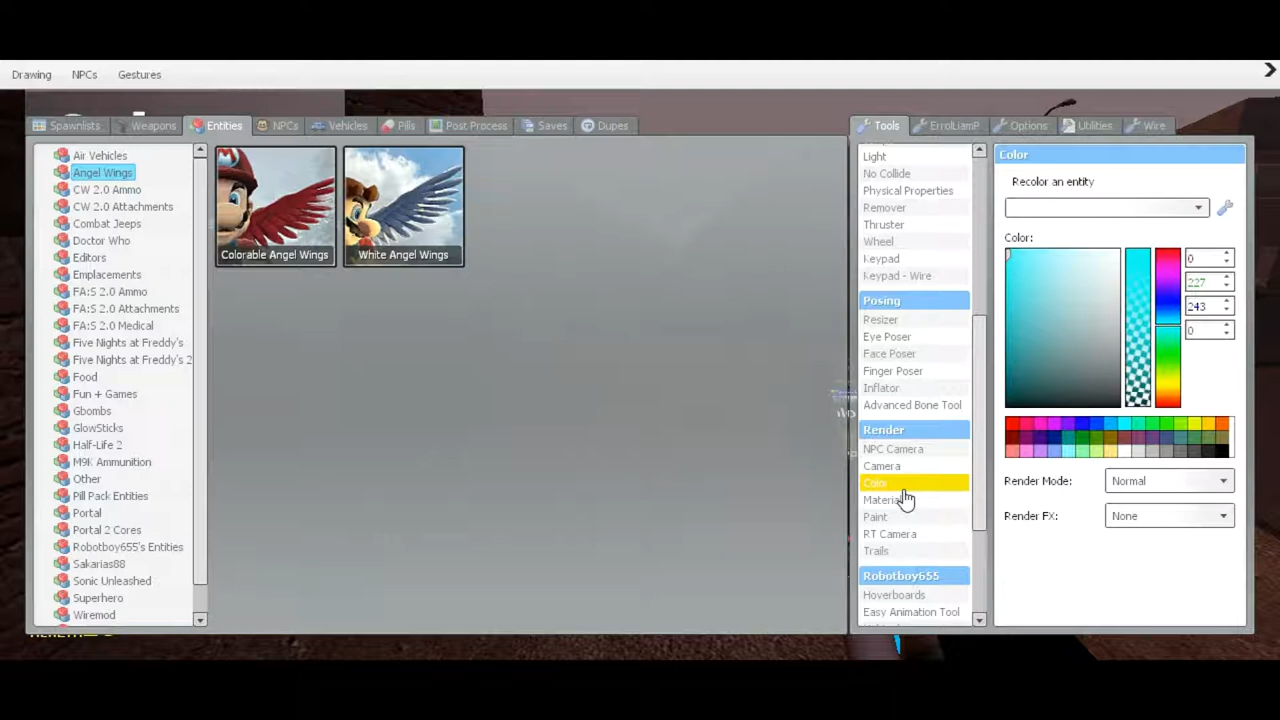 Drawing NPCs Gestures
Spawnlists Weapons Entities NPCs Vehicles Pills Post Process Saves Dupes
Air Vehicles
Angel Wings
CW 2.0 Ammo
CW 2.0 Attachments
Combat Jeeps
Doctor Who
Editors
Emplacements
FA:S 2.0 Ammo
FA:S 2.0 Attachments
FA:S 2.0 Medical
Five Nights at Freddy's
Five Nights at Freddy's 2
Food
Fun + Games
Gbombs
GlowSticks
Half-Life 2
M9K Ammunition
Other
Pill Pack Entities
Portal
Portal 2 Cores
Robotboy655's Entities
Sakarias88
Sonic Unleashed
Superhero
Wiremod
Colorable Angel Wings
White Angel Wings
Tools ErrolLiamP Options Utilities Wire
Light
No Collide
Physical Properties
Remover
Thruster
Wheel
Keypad
Keypad - Wire
Posing
Resizer
Eye Poser
Face Poser
Finger Poser
Inflator
Advanced Bone Tool
Render
NPC Camera
Camera
Color
Material
Paint
RT Camera
Trails
Robotboy655
Hoverboards
Easy Animation Tool
Color
Recolor an entity
Color:
0
227
243
0
Render Mode: Normal
Render FX: None